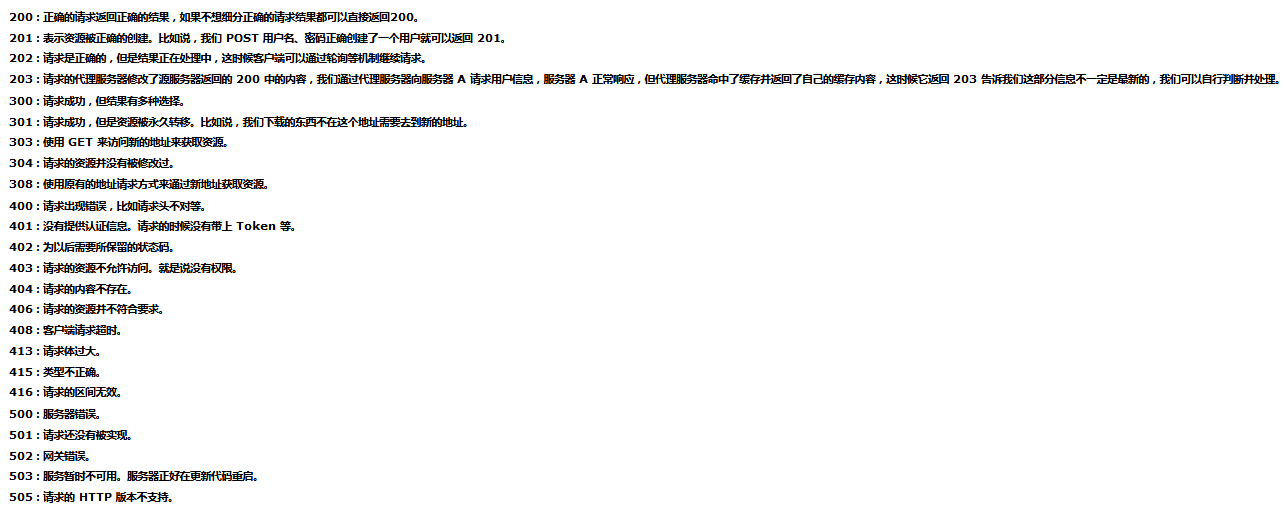 200：正确的请求返回正确的结果，如果不想细分正确的请求结果都可以直接返回200。
201：表示资源被正确的创建。比如说，我们 POST 用户名、密码正确创建了一个用户就可以返回 201。
202：请求是正确的，但是结果正在处理中，这时候客户端可以通过轮询等机制继续请求。
203：请求的代理服务器修改了源服务器返回的 200 中的内容，我们通过代理服务器向服务器 A 请求用户信息，服务器 A 正常响应，但代理服务器命中了缓存并返回了自己的缓存内容，这时候它返回 203 告诉我们这部分信息不一定是最新的，我们可以自行判断并处理。
300：请求成功，但结果有多种选择。
301：请求成功，但是资源被永久转移。比如说，我们下载的东西不在这个地址需要去到新的地址。
303：使用 GET 来访问新的地址来获取资源。
304：请求的资源并没有被修改过。
308：使用原有的地址请求方式来通过新地址获取资源。
400：请求出现错误，比如请求头不对等。
401：没有提供认证信息。请求的时候没有带上 Token 等。
402：为以后需要所保留的状态码。
403：请求的资源不允许访问。就是说没有权限。
404：请求的内容不存在。
406：请求的资源并不符合要求。
408：客户端请求超时。
413：请求体过大。
415：类型不正确。
416：请求的区间无效。
500：服务器错误。
501：请求还没有被实现。
502：网关错误。
503：服务暂时不可用。服务器正好在更新代码重启。
505：请求的 HTTP 版本不支持。